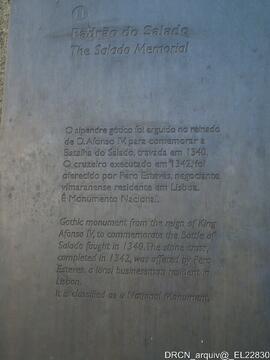 Padrão do Salado
The Salado Memorial
O alpendre gótico foi erguido no reinado
de D. Afonso IV, para comemorar a
Batalha do Salado, travada em 1340.
O cruzeiro executado em 1342, foi
oferecido por Pero Esteves, negociante
vimaranense residente em Lisboa.
É Monumento Nacional.
Gothic monument from the reign of King
Afonso IV, to commemorate the Battle of
Salado fought in 1340. The stone cross,
completed in 1342, was offered by Pero
Esteves, a local businessman resident in
Lisbon.
It is classified as a National Monument.
DRCN_arquiv@_EL22830